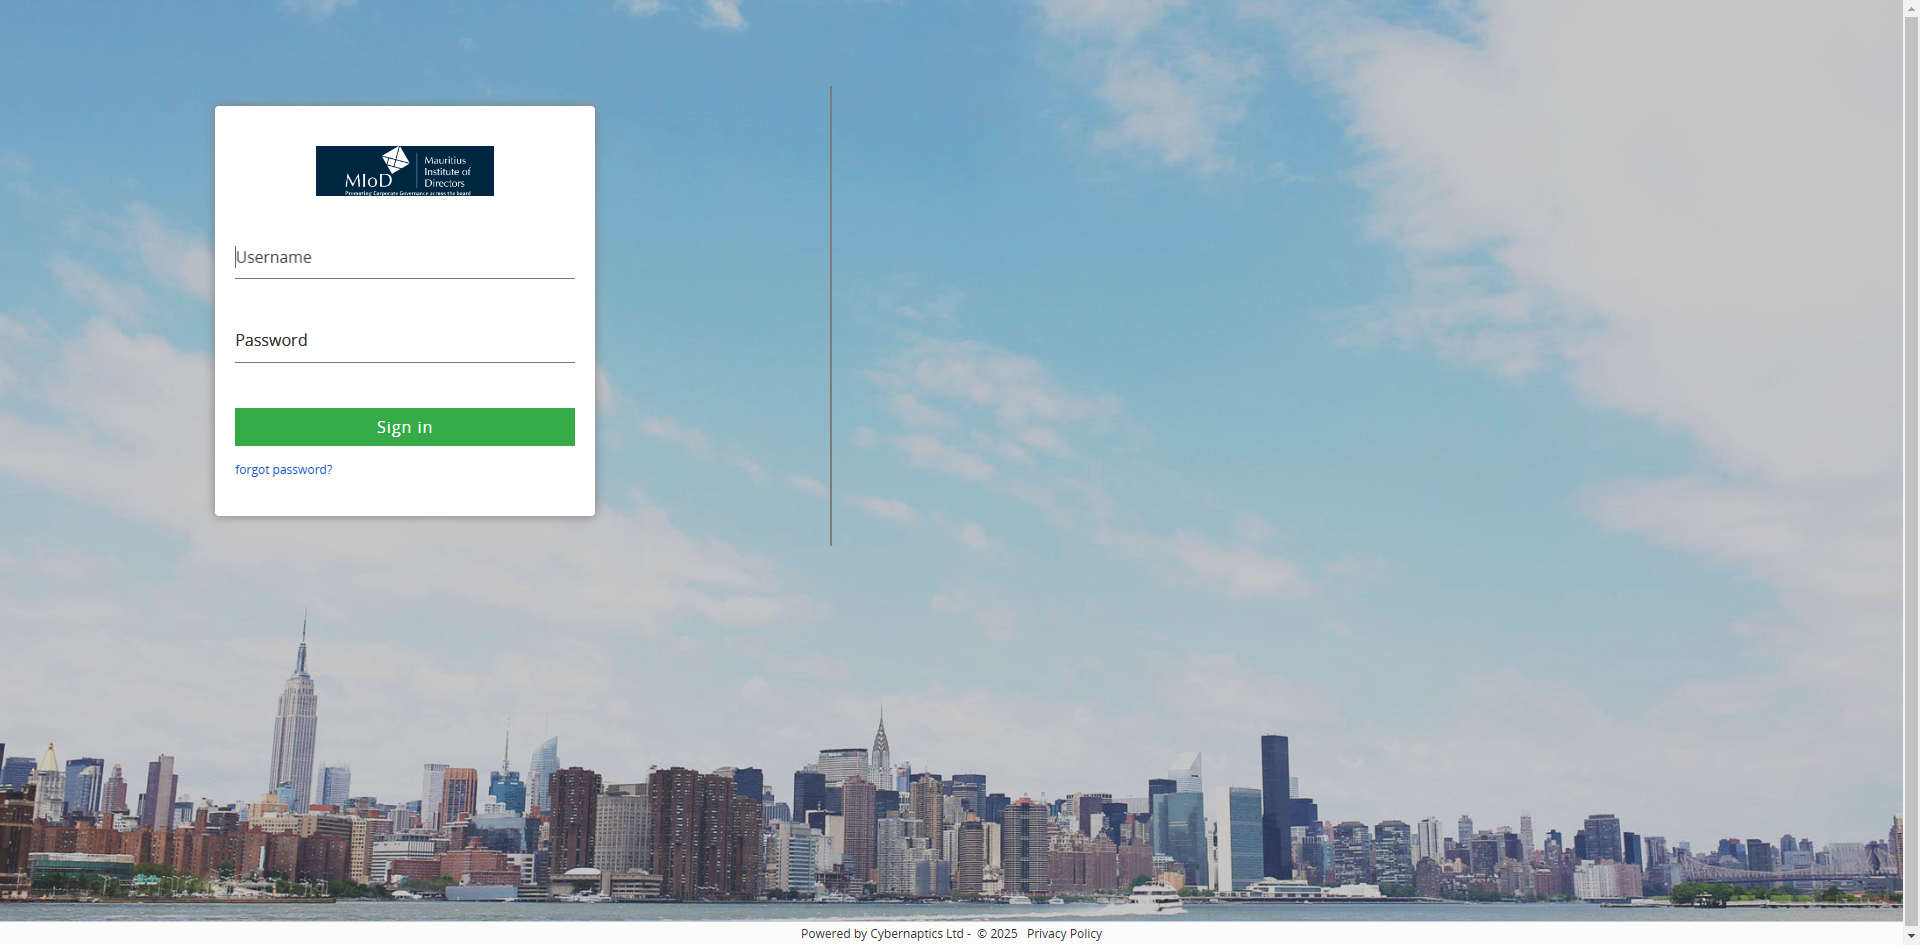 MIoD
Mauritius
Institute of
Directors
Promoting Corporate Governance across the board
Username
Password
Sign in
forgot password?
Powered by Cybernaptics Ltd - © 2025 Privacy Policy